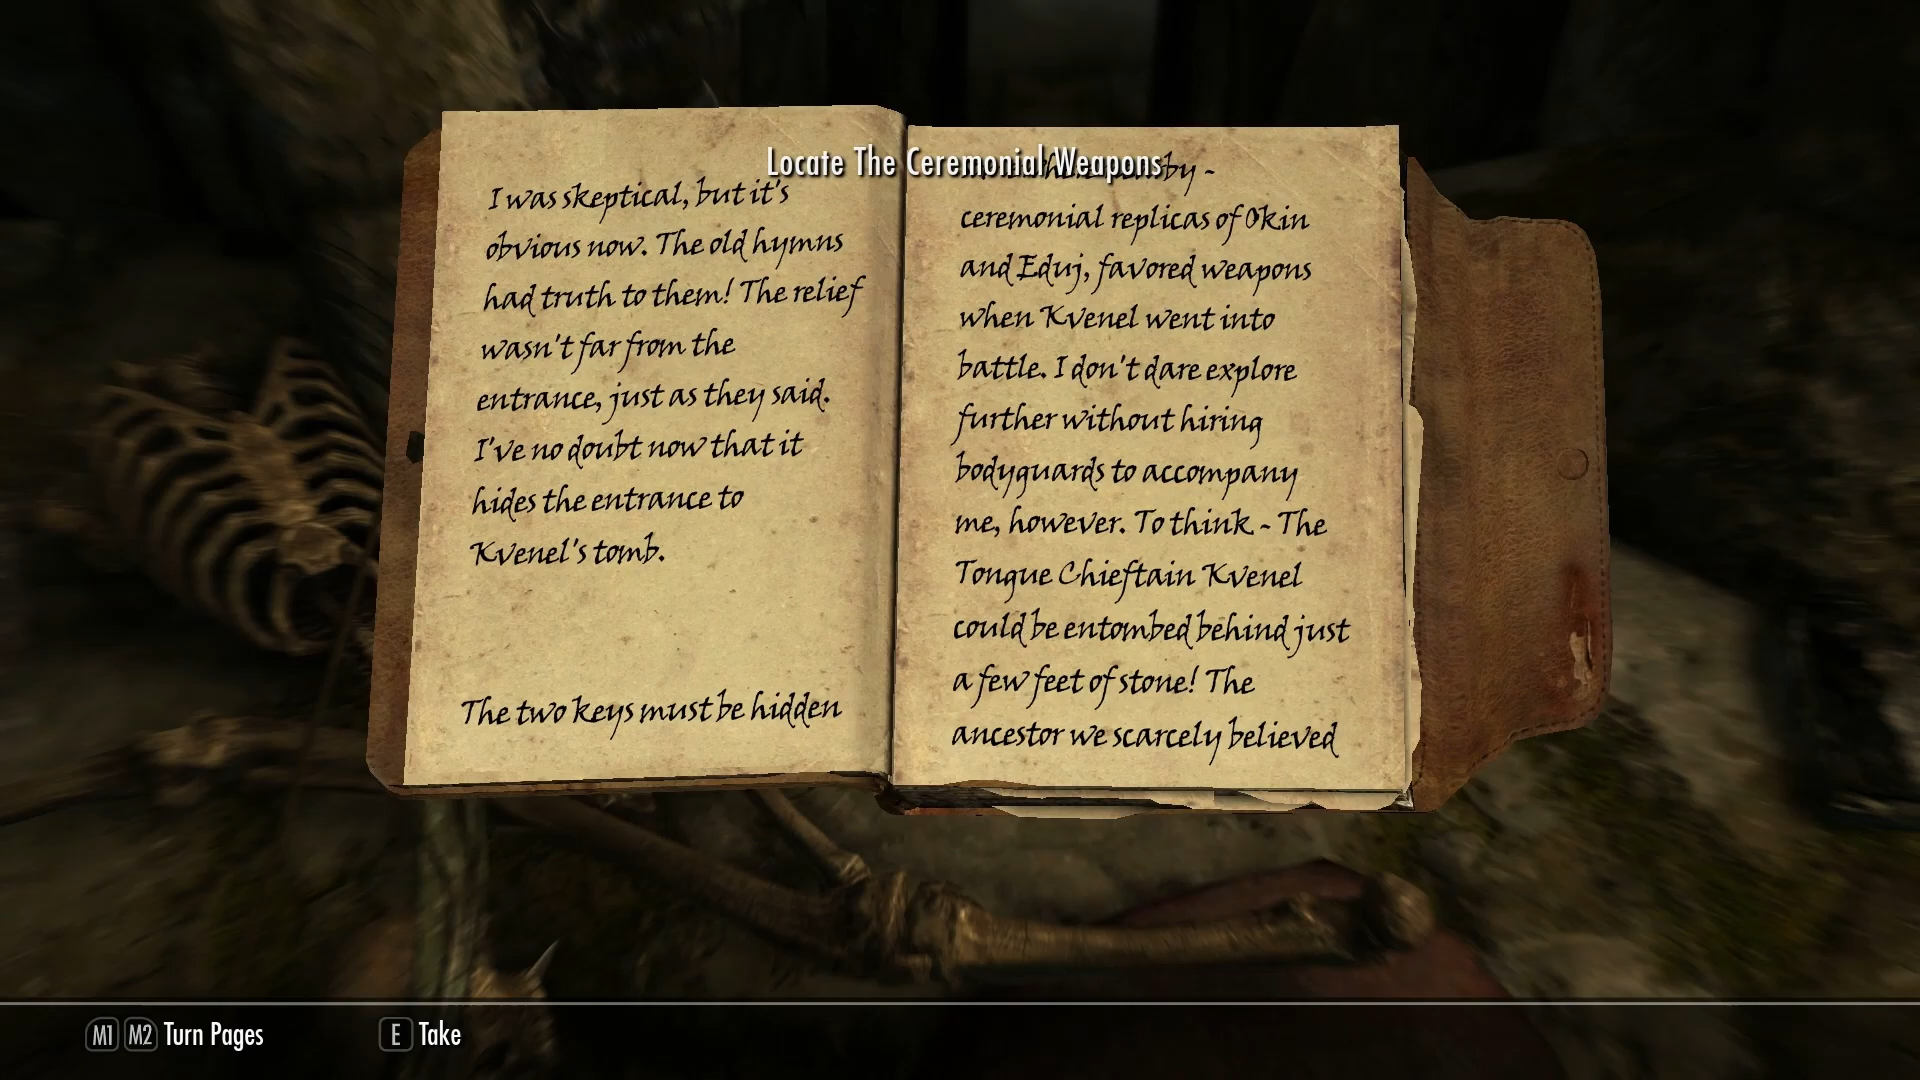 Locate The Ceremonial Weapons
I was skeptical, but it's
obvious now. The old hymns
had truth to them! The relief
wasn't far from the
entrance, just as they said.
I've no doubt now that it
hides the entrance to
Kvenel's tomb.
The two keys must be hidden
by -
ceremonial replicas of Okin
and Eduj, favored weapons
when Kvenel went into
battle. I don't dare explore
further without hiring
bodyguards to accompany
me, however. To think - The
Tongue Chieftain Kvenel
could be entombed behind just
a few feet of stone! The
ancestor we scarcely believed
M1 M2 Turn Pages
E Take